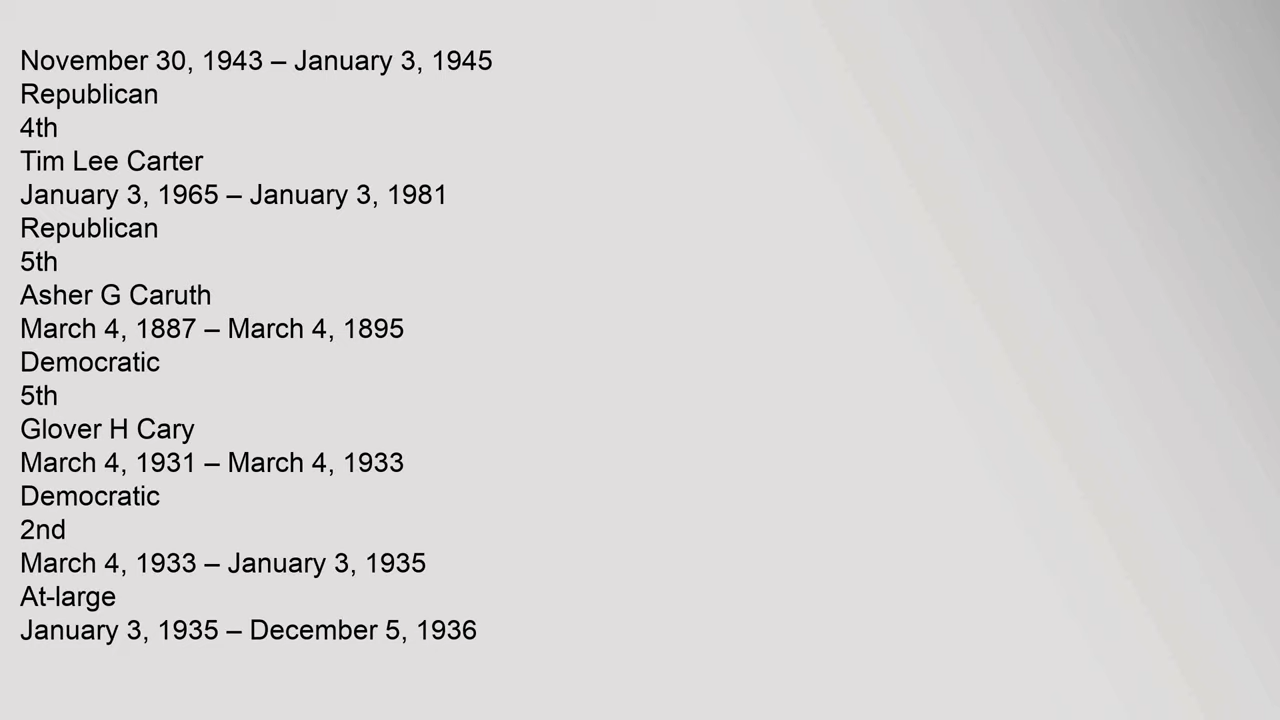 November 30, 1943 – January 3, 1945
Republican
4th
Tim Lee Carter
January 3, 1965 – January 3, 1981
Republican
5th
Asher G Caruth
March 4, 1887 – March 4, 1895
Democratic
5th
Glover H Cary
March 4, 1931 – March 4, 1933
Democratic
2nd
March 4, 1933 – January 3, 1935
At-large
January 3, 1935 – December 5, 1936